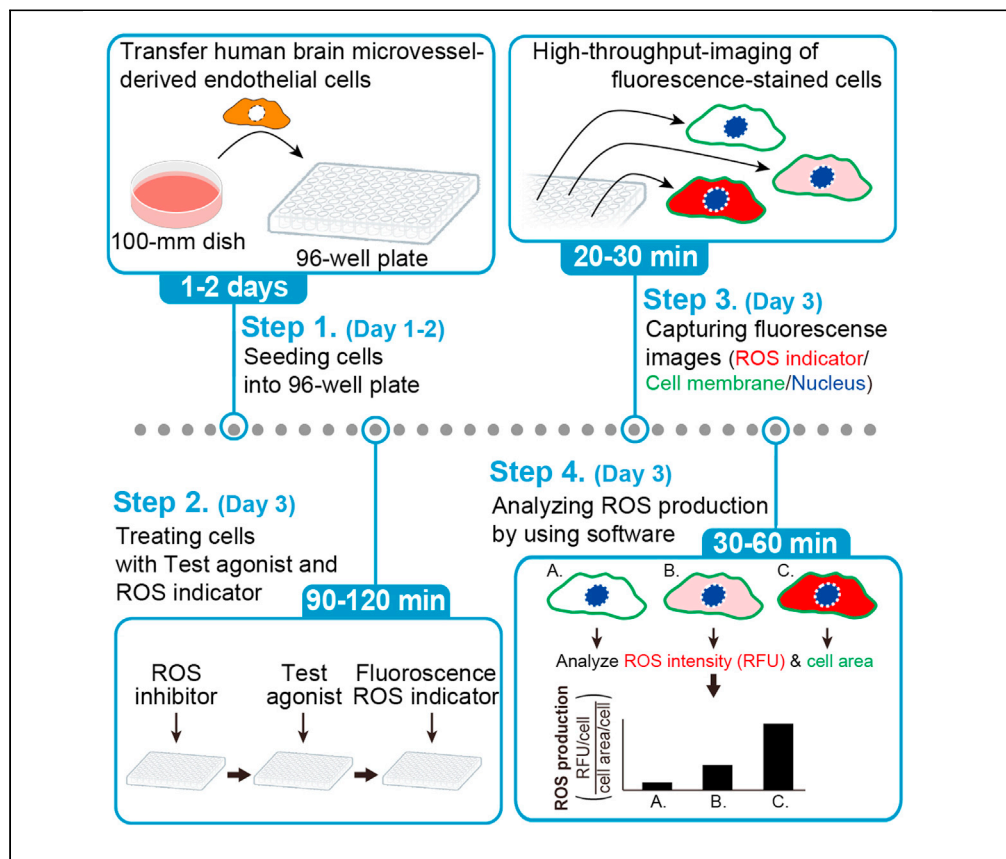 Transfer human brain microvessel-
derived endothelial cells
100-mm dish
96-well plate
1-2 days
Step 1. (Day 1-2)
Seeding cells
into 96-well plate
High-throughput-imaging of
fluorescence-stained cells
20-30 min
Step 3. (Day 3)
Capturing fluorescense
images (ROS indicator/
Cell membrane/Nucleus)
Step 2. (Day 3)
Treating cells
with Test agonist and
ROS indicator
90-120 min
ROS
inhibitor
Test
agonist
Fluoroscence
ROS indicator
Step 4. (Day 3)
Analyzing ROS production
by using software
30-60 min
A. B. C.
Analyze ROS intensity (RFU) & cell area
ROS production
(RFU/cell
cell area/cell)
A. B. C.